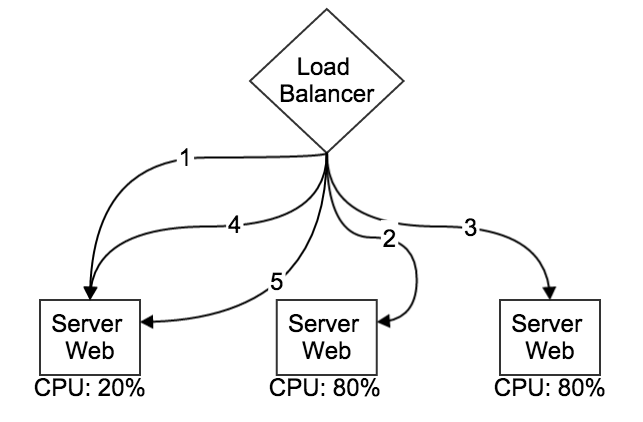 Load
Balancer
1
4
2
3
5
Server
Web
CPU: 20%
Server
Web
CPU: 80%
Server
Web
CPU: 80%